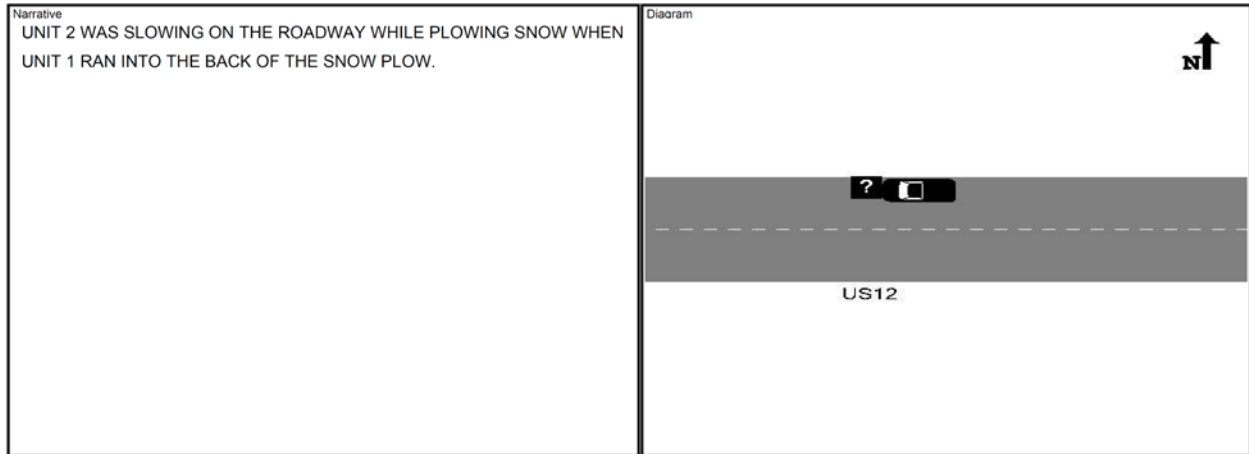 Narrative
UNIT 2 WAS SLOWING ON THE ROADWAY WHILE PLOWING SNOW WHEN
UNIT 1 RAN INTO THE BACK OF THE SNOW PLOW.
Diagram
N
?
US12